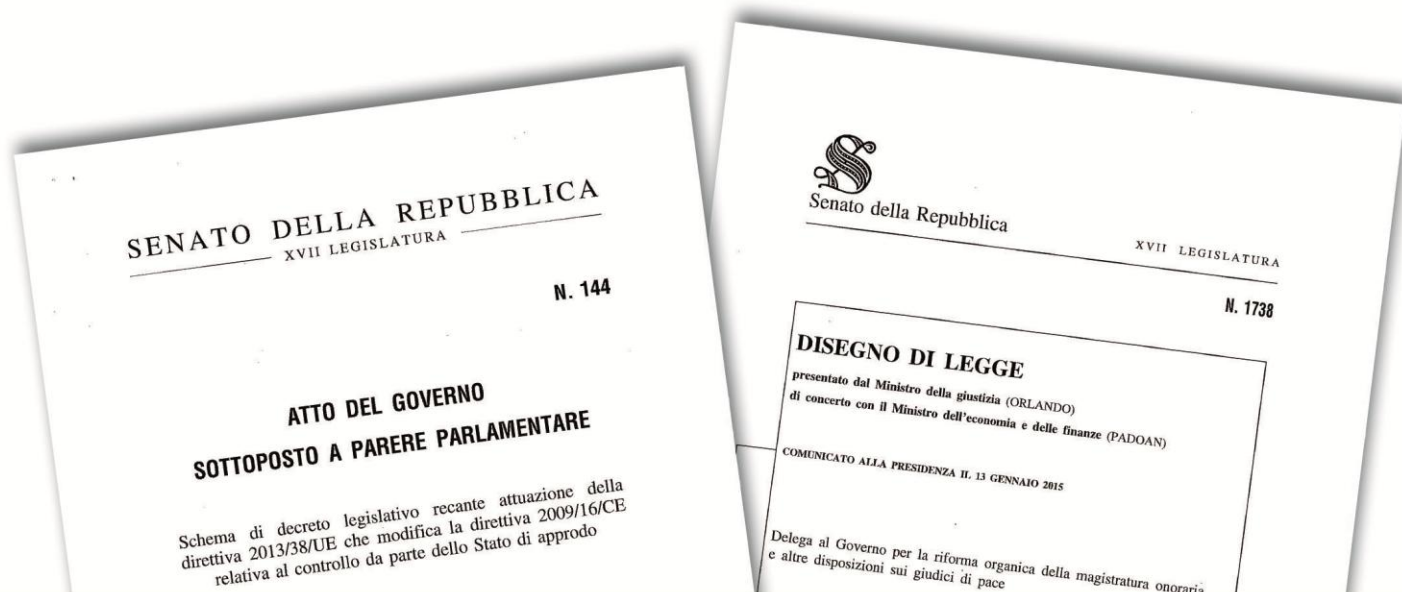 SENATO DELLA REPUBBLICA
XVII LEGISLATURA
N. 144
ATTO DEL GOVERNO
SOTTOPOSTO A PARERE PARLAMENTARE
Schema di decreto legislativo recante attuazione della
direttiva 2013/38/UE che modifica la direttiva 2009/16/CE
relativa al controllo da parte dello Stato di approdo
Senato della Repubblica
XVII LEGISLATURA
N. 1738
DISEGNO DI LEGGE
presentato dal Ministro della giustizia (ORLANDO)
di concerto con il Ministro dell'economia e delle finanze (PADOAN)
COMUNICATO ALLA PRESIDENZA IL 13 GENNAIO 2015
Delega al Governo per la riforma organica della magistratura onoraria
e altre disposizioni sui giudici di pace